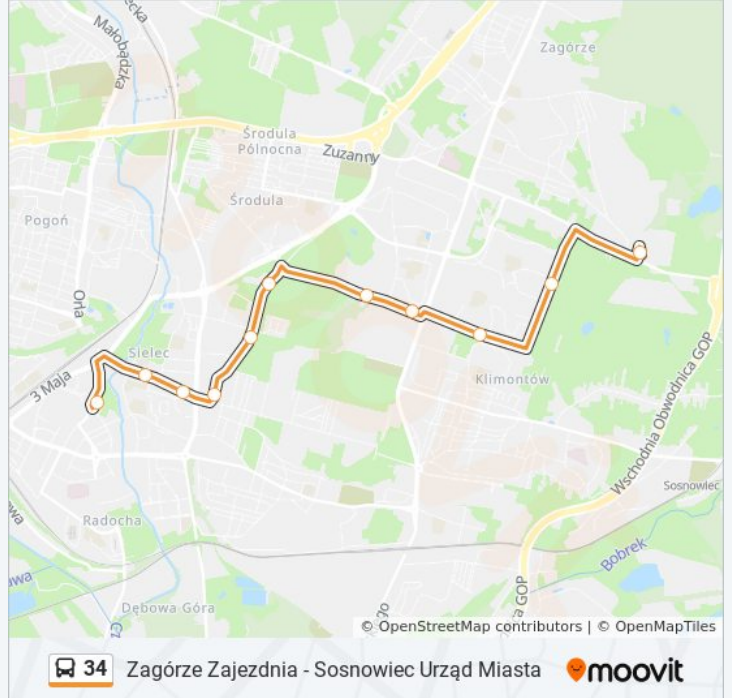 ecka
Małobądzka
Zagórze
Środula
Północna
Zuzanny
Środula
Pogoń
Orla
Sielec
3 Maja
Klimontów
Wschodnia Obwodnica GOP
Sosnowiec
Radocha
Bobrek
Dębowa Góra
GOP
© OpenStreetMap contributors | © OpenMapTiles
34 Zagórze Zajezdnia - Sosnowiec Urząd Miasta moovit